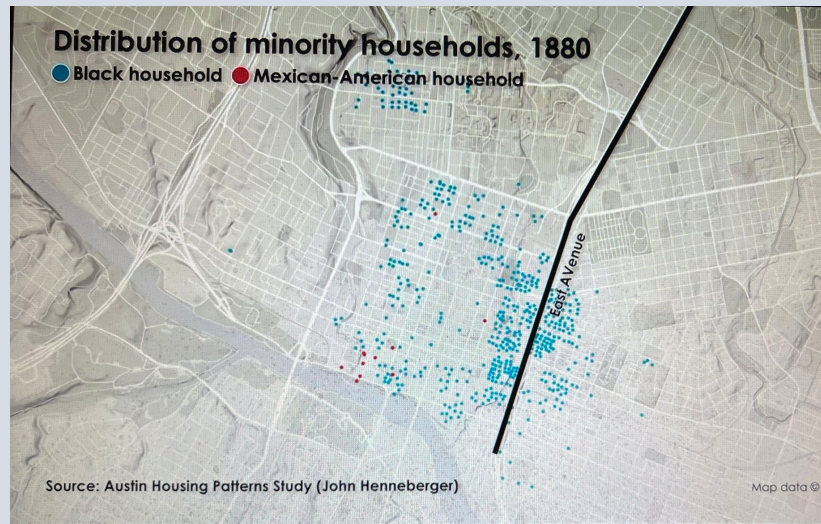 Distribution of minority households, 1880
Black household Mexican-American household
East AVenue
Source: Austin Housing Patterns Study (John Henneberger)
Map data ©